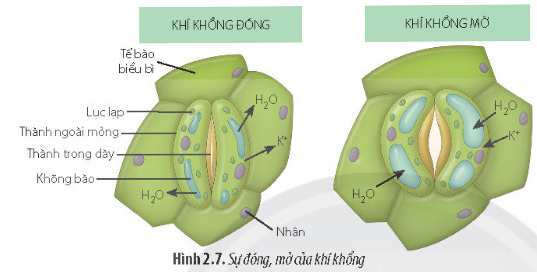 KHÍ KHỔNG ĐÓNG
KHÍ KHỔNG MỞ
Tế bào
biểu bì
Lục lạp
Thành ngoài mỏng
Thành trong dày
Không bào
H₂O
H₂O
K⁺
Nhân
H₂O
K⁺
H₂O
Hình 2.7. Sự đóng, mở của khí khổng